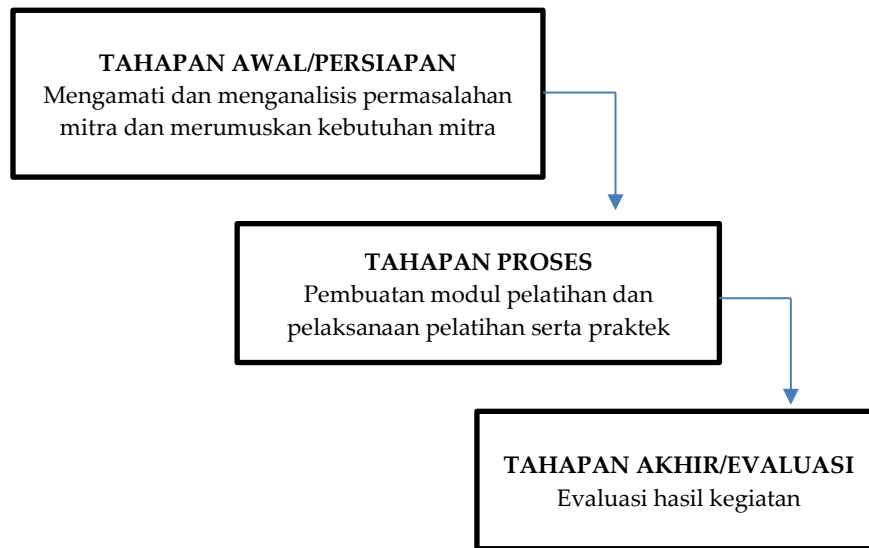 TAHAPAN AWAL/PERSIAPAN
Mengamati dan menganalisis permasalahan
mitra dan merumuskan kebutuhan mitra
TAHAPAN PROSES
Pembuatan modul pelatihan dan
pelaksanaan pelatihan serta praktek
TAHAPAN AKHIR/EVALUASI
Evaluasi hasil kegiatan